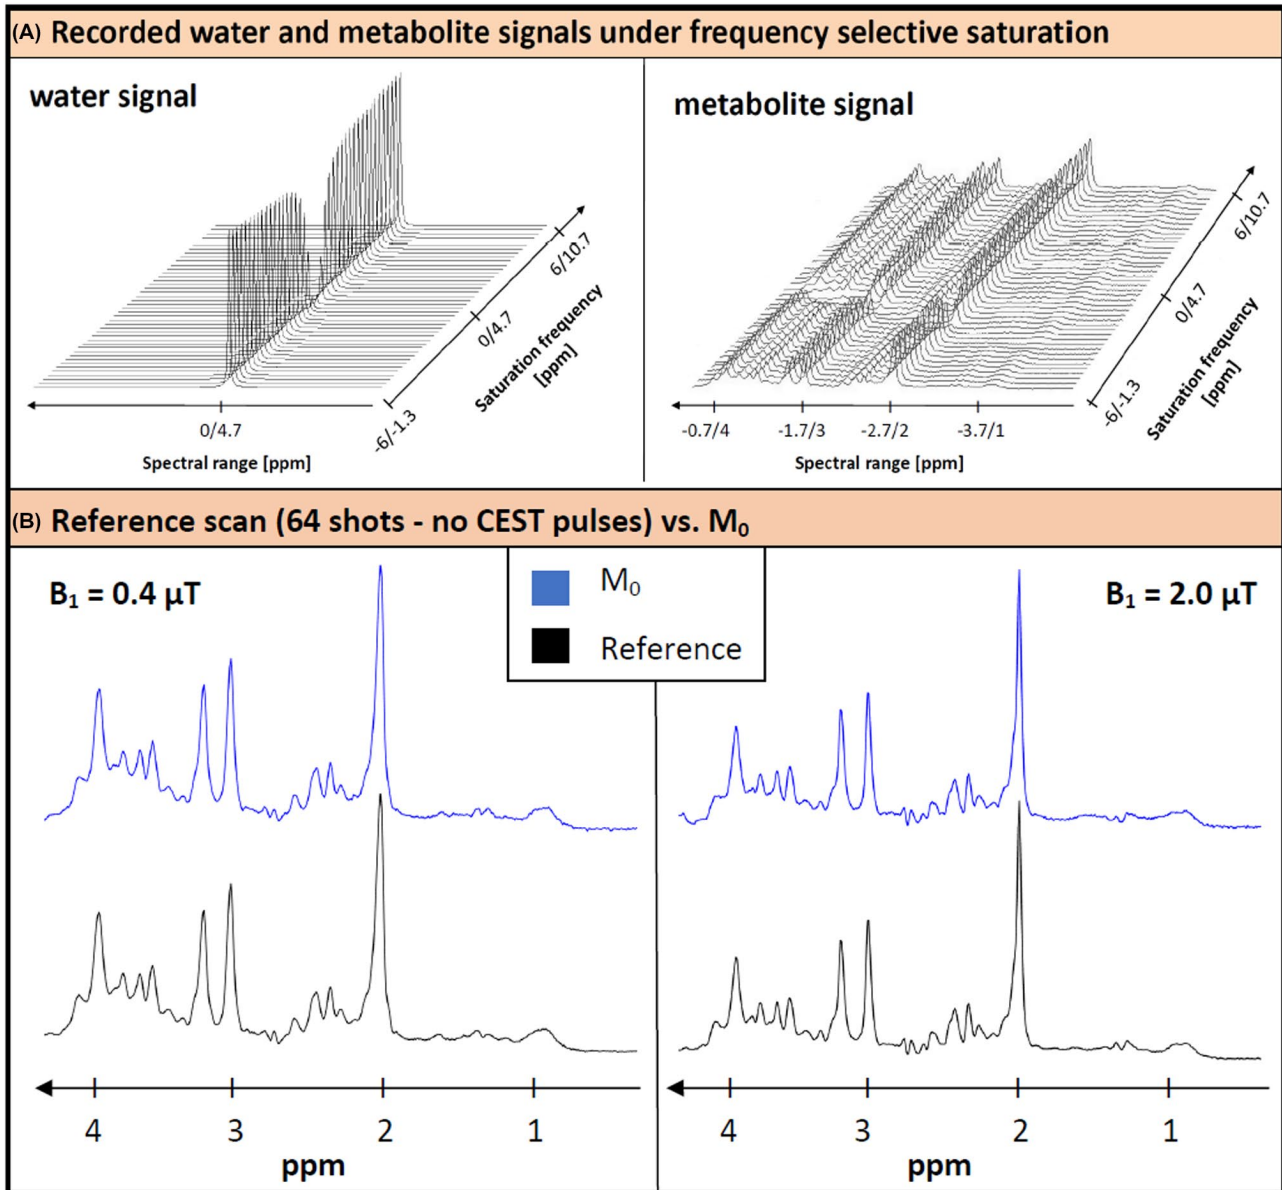 (A) Recorded water and metabolite signals under frequency selective saturation
water signal
6/10.7
0/4.7
-6/-1.3
Saturation frequency
[ppm]
0/4.7
Spectral range [ppm]
metabolite signal
6/10.7
0/4.7
-6/-1.3
Saturation frequency
[ppm]
-0.7/4 -1.7/3 -2.7/2 -3.7/1
Spectral range [ppm]
(B) Reference scan (64 shots - no CEST pulses) vs. M₀
B₁ = 0.4 µT
M₀
Reference
B₁ = 2.0 µT
4 3 2 1
ppm
4 3 2 1
ppm